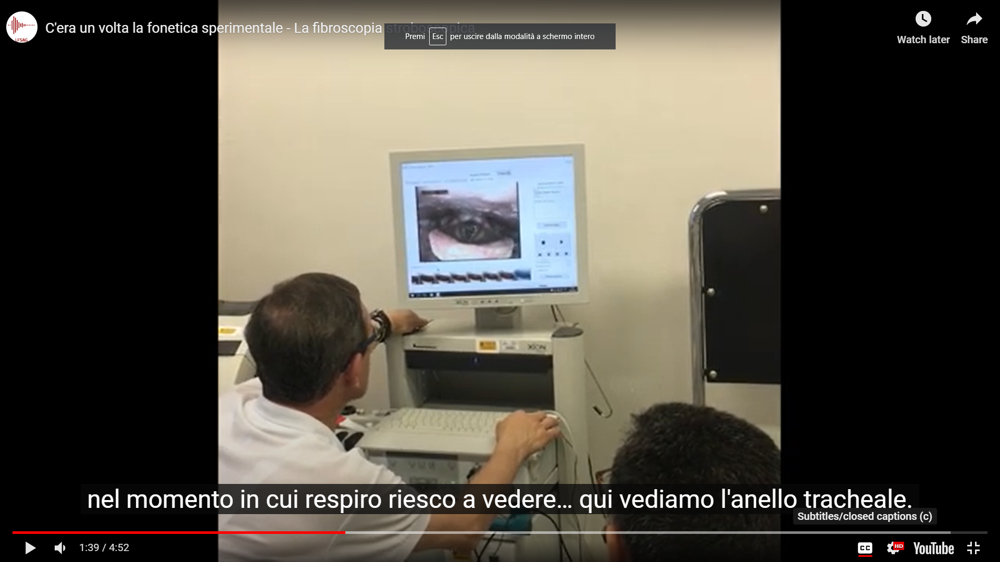 LFSAG
C'era un volta la fonetica sperimentale - La fibroscopia stroboscopica
Premi Esc per uscire dalla modalità a schermo intero
Watch later
Share
XION
nel momento in cui respiro riesco a vedere... qui vediamo l'anello tracheale.
Subtitles/closed captions (c)
1:39 / 4:52
CC
HD
YouTube